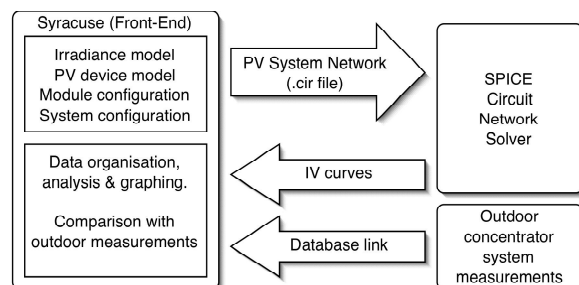 Syracuse (Front-End)
Irradiance model
PV device model
Module configuration
System configuration
Data organisation,
analysis & graphing.
Comparison with
outdoor measurements
PV System Network
(.cir file)
IV curves
Database link
SPICE
Circuit
Network
Solver
Outdoor
concentrator
system
measurements